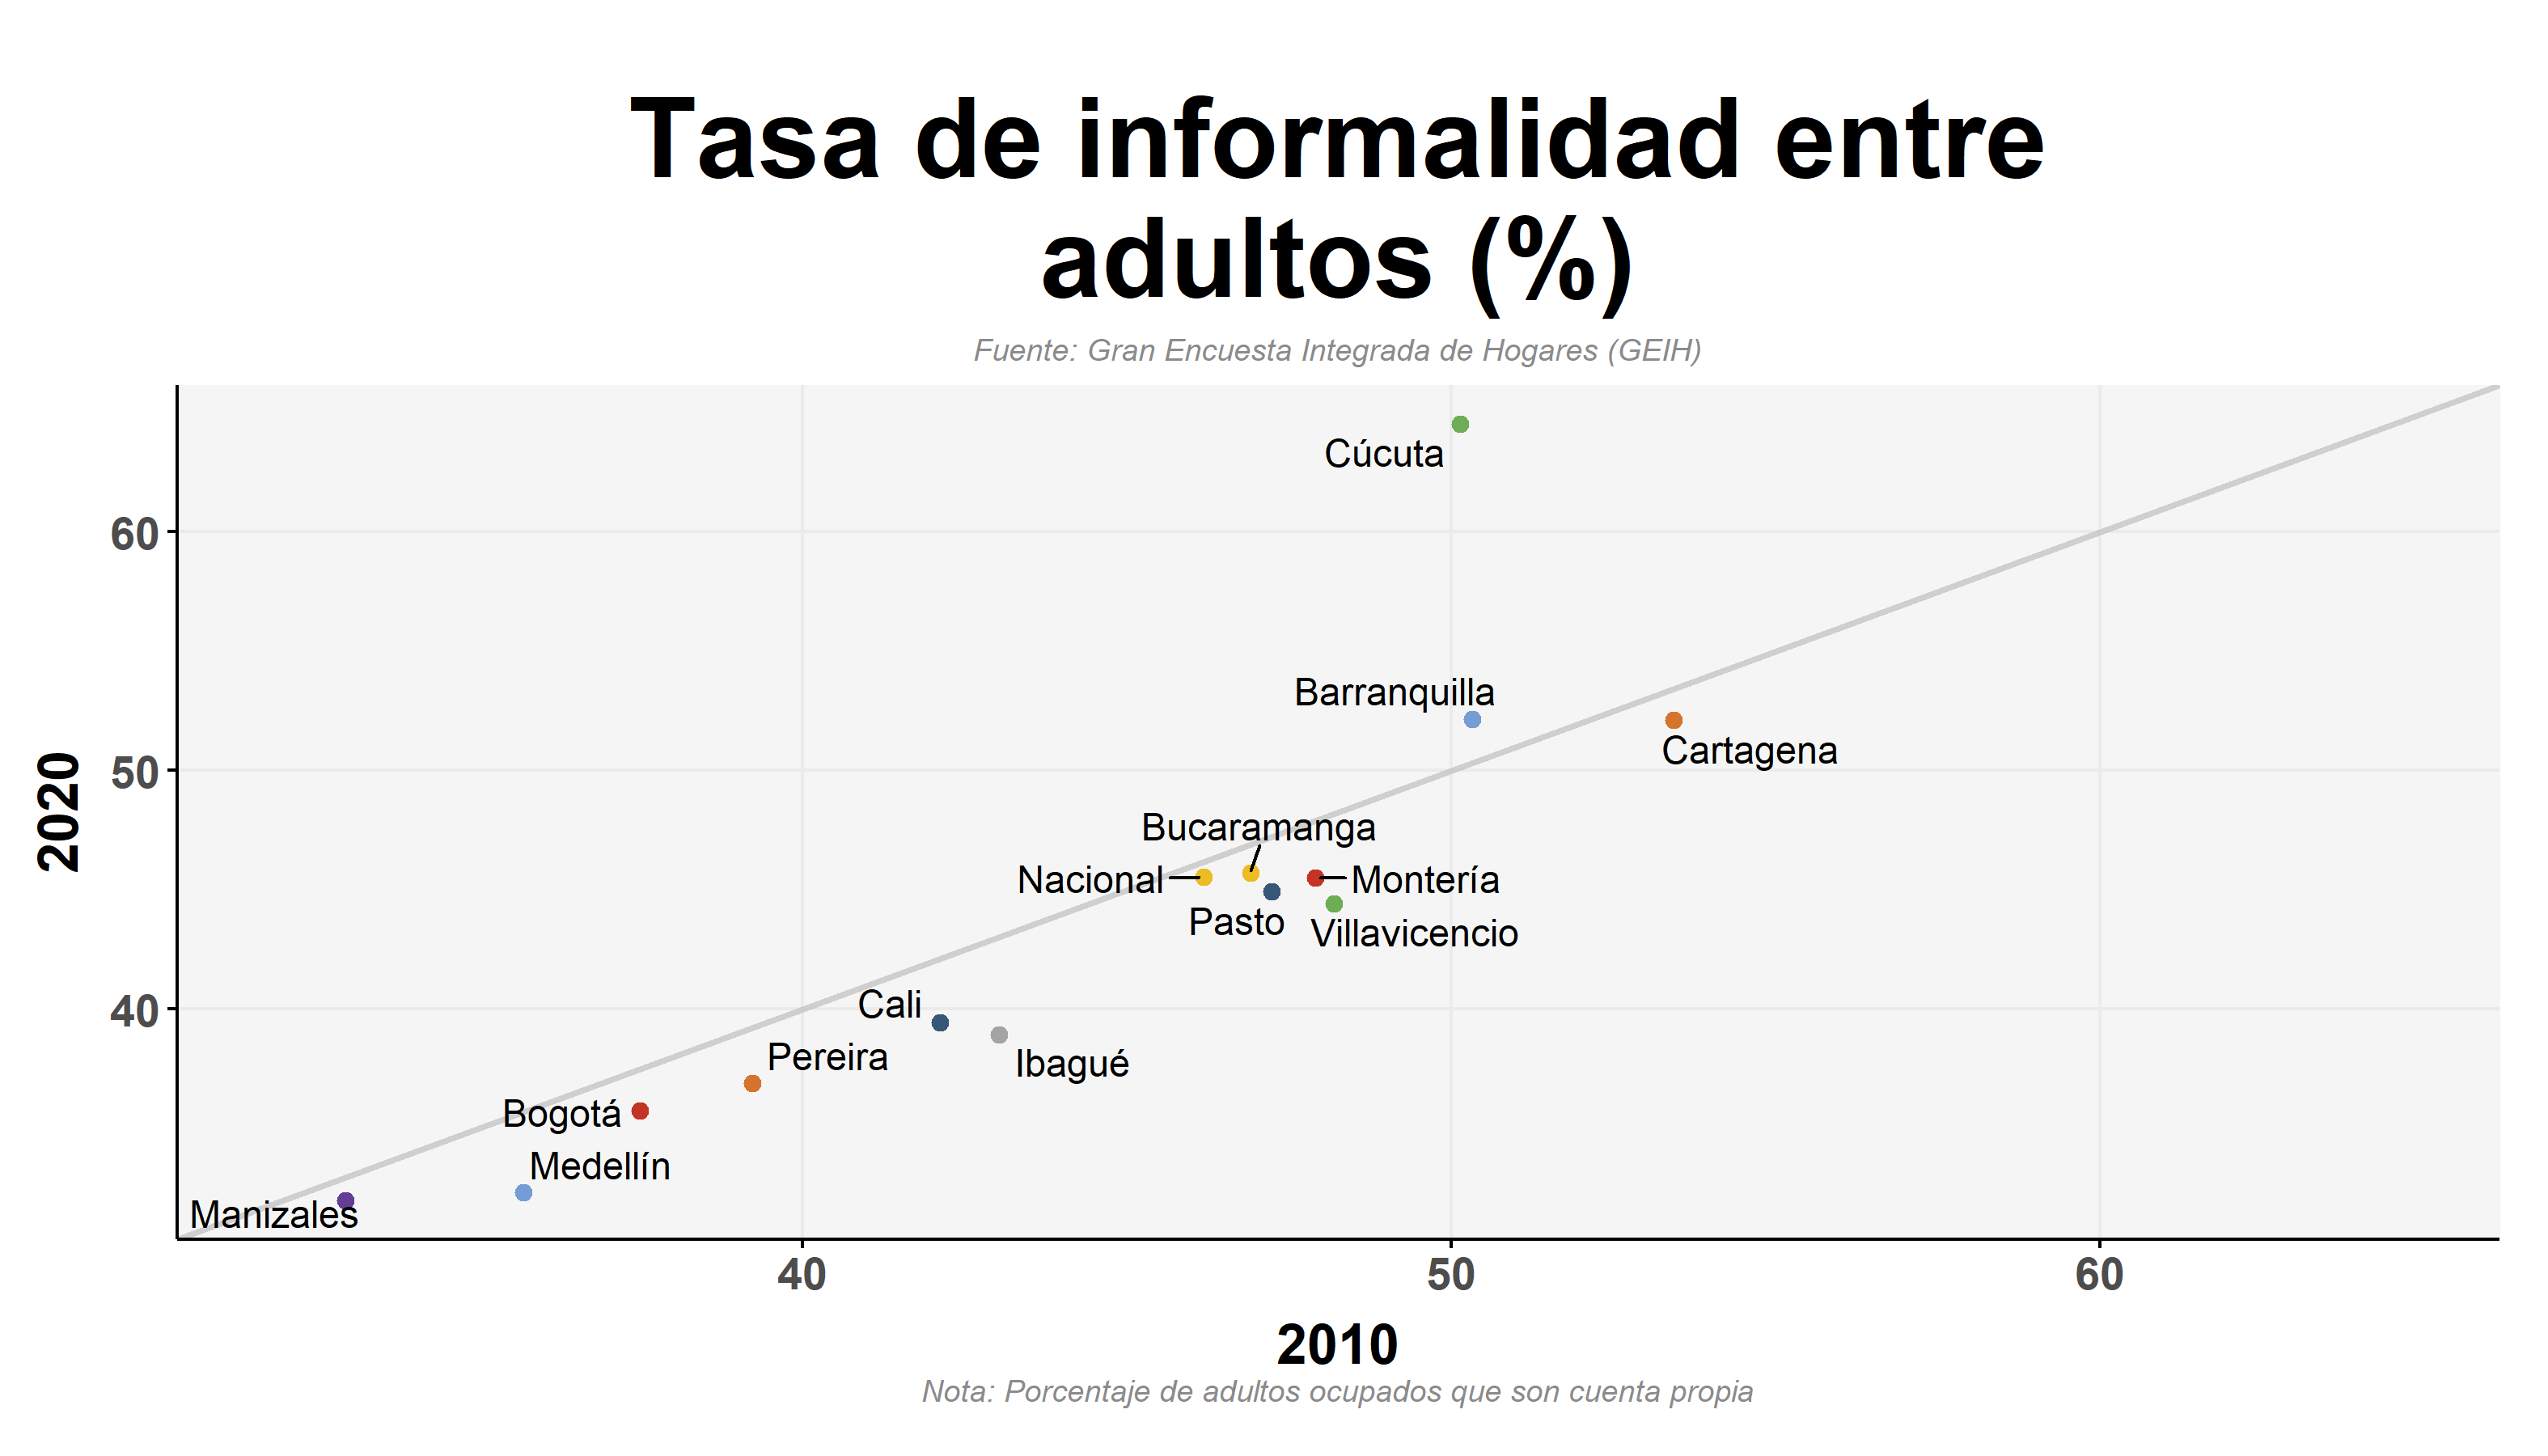 Tasa de informalidad entre
adultos (%)
Fuente: Gran Encuesta Integrada de Hogares (GEIH)
Cúcuta
60
Barranquilla
Cartagena
50
2020
Bucaramanga
Nacional
Montería
Pasto
Villavicencio
Cali
40
Pereira
Ibagué
Bogotá
Medellín
Manizales
40
50
60
2010
Nota: Porcentaje de adultos ocupados que son cuenta propia